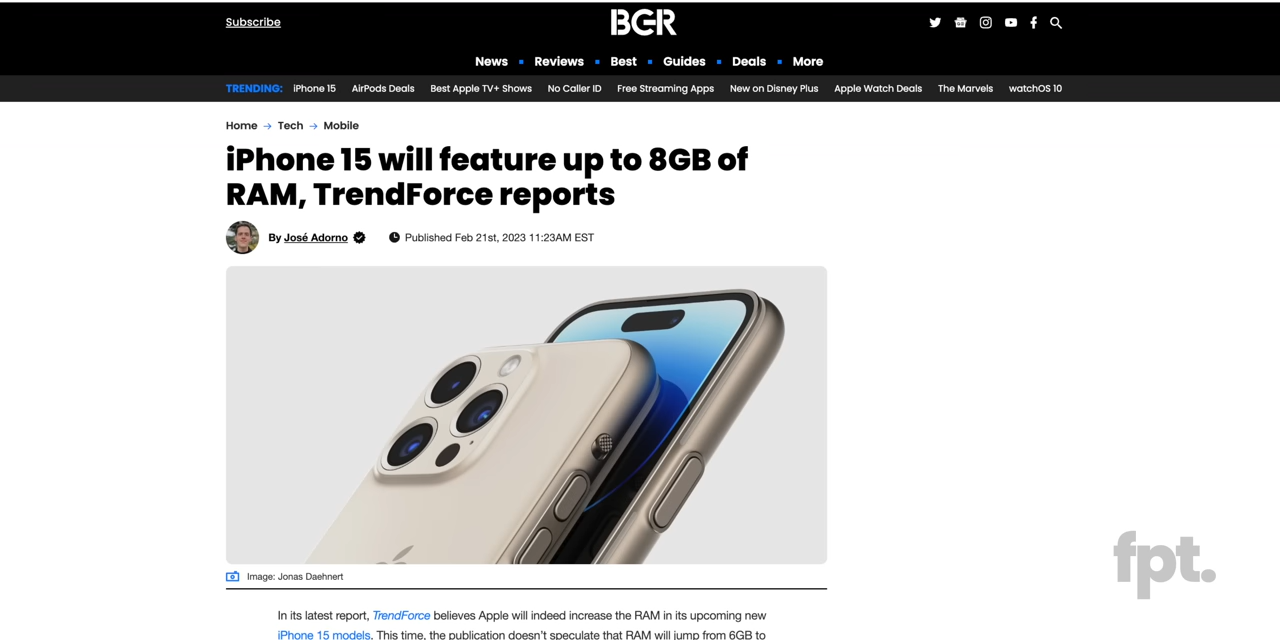 Subscribe
BGR
News Reviews Best Guides Deals More
TRENDING: iPhone 15 AirPods Deals Best Apple TV+ Shows No Caller ID Free Streaming Apps New on Disney Plus Apple Watch Deals The Marvels watchOS 10
Home → Tech → Mobile
iPhone 15 will feature up to 8GB of
RAM, TrendForce reports
By José Adorno Published Feb 21st, 2023 11:23AM EST
Image: Jonas Daehnert
fpt.
In its latest report, TrendForce believes Apple will indeed increase the RAM in its upcoming new
iPhone 15 models. This time, the publication doesn't speculate that RAM will jump from 6GB to